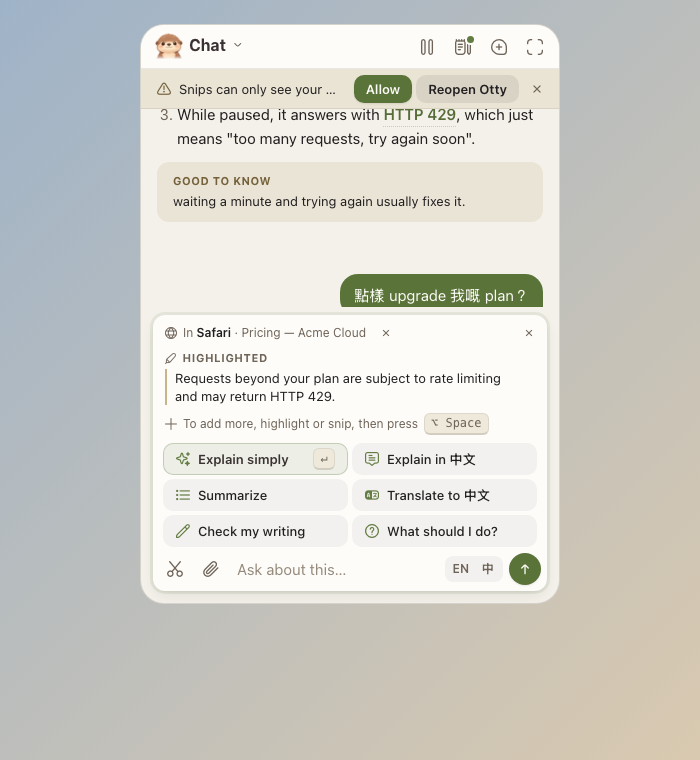 Chat
Snips can only see your ...
Allow
Reopen Otty
3. While paused, it answers with HTTP 429, which just
means "too many requests, try again soon".
GOOD TO KNOW
waiting a minute and trying again usually fixes it.
點樣 upgrade 我嘅 plan？
In Safari · Pricing — Acme Cloud
HIGHLIGHTED
Requests beyond your plan are subject to rate limiting
and may return HTTP 429.
To add more, highlight or snip, then press ⌥ Space
Explain simply ↵
Explain in 中文
Summarize
Translate to 中文
Check my writing
What should I do?
Ask about this...
EN 中